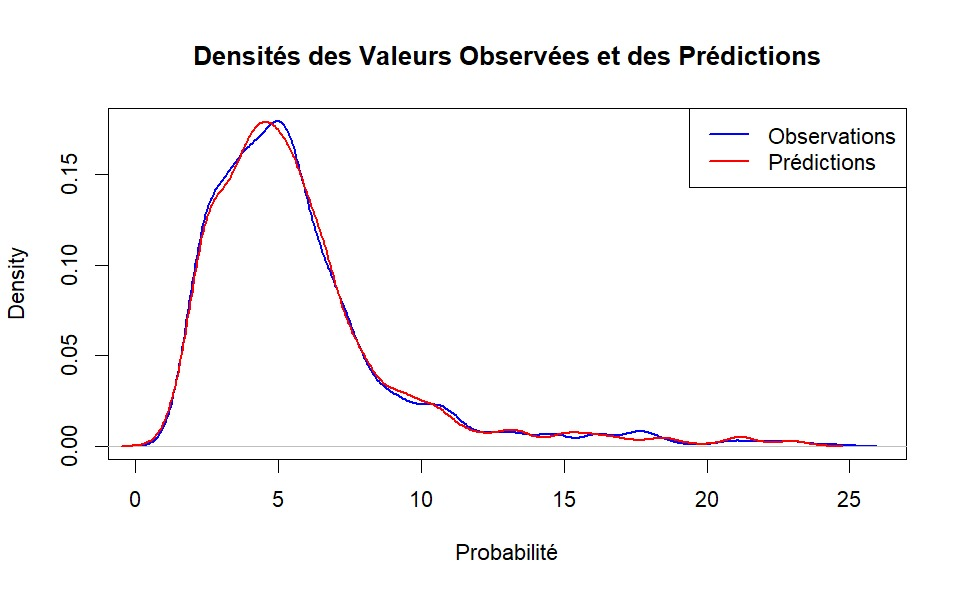 Densités des Valeurs Observées et des Prédictions
Observations
Prédictions
Density
0.00 0.05 0.10 0.15
0 5 10 15 20 25
Probabilité